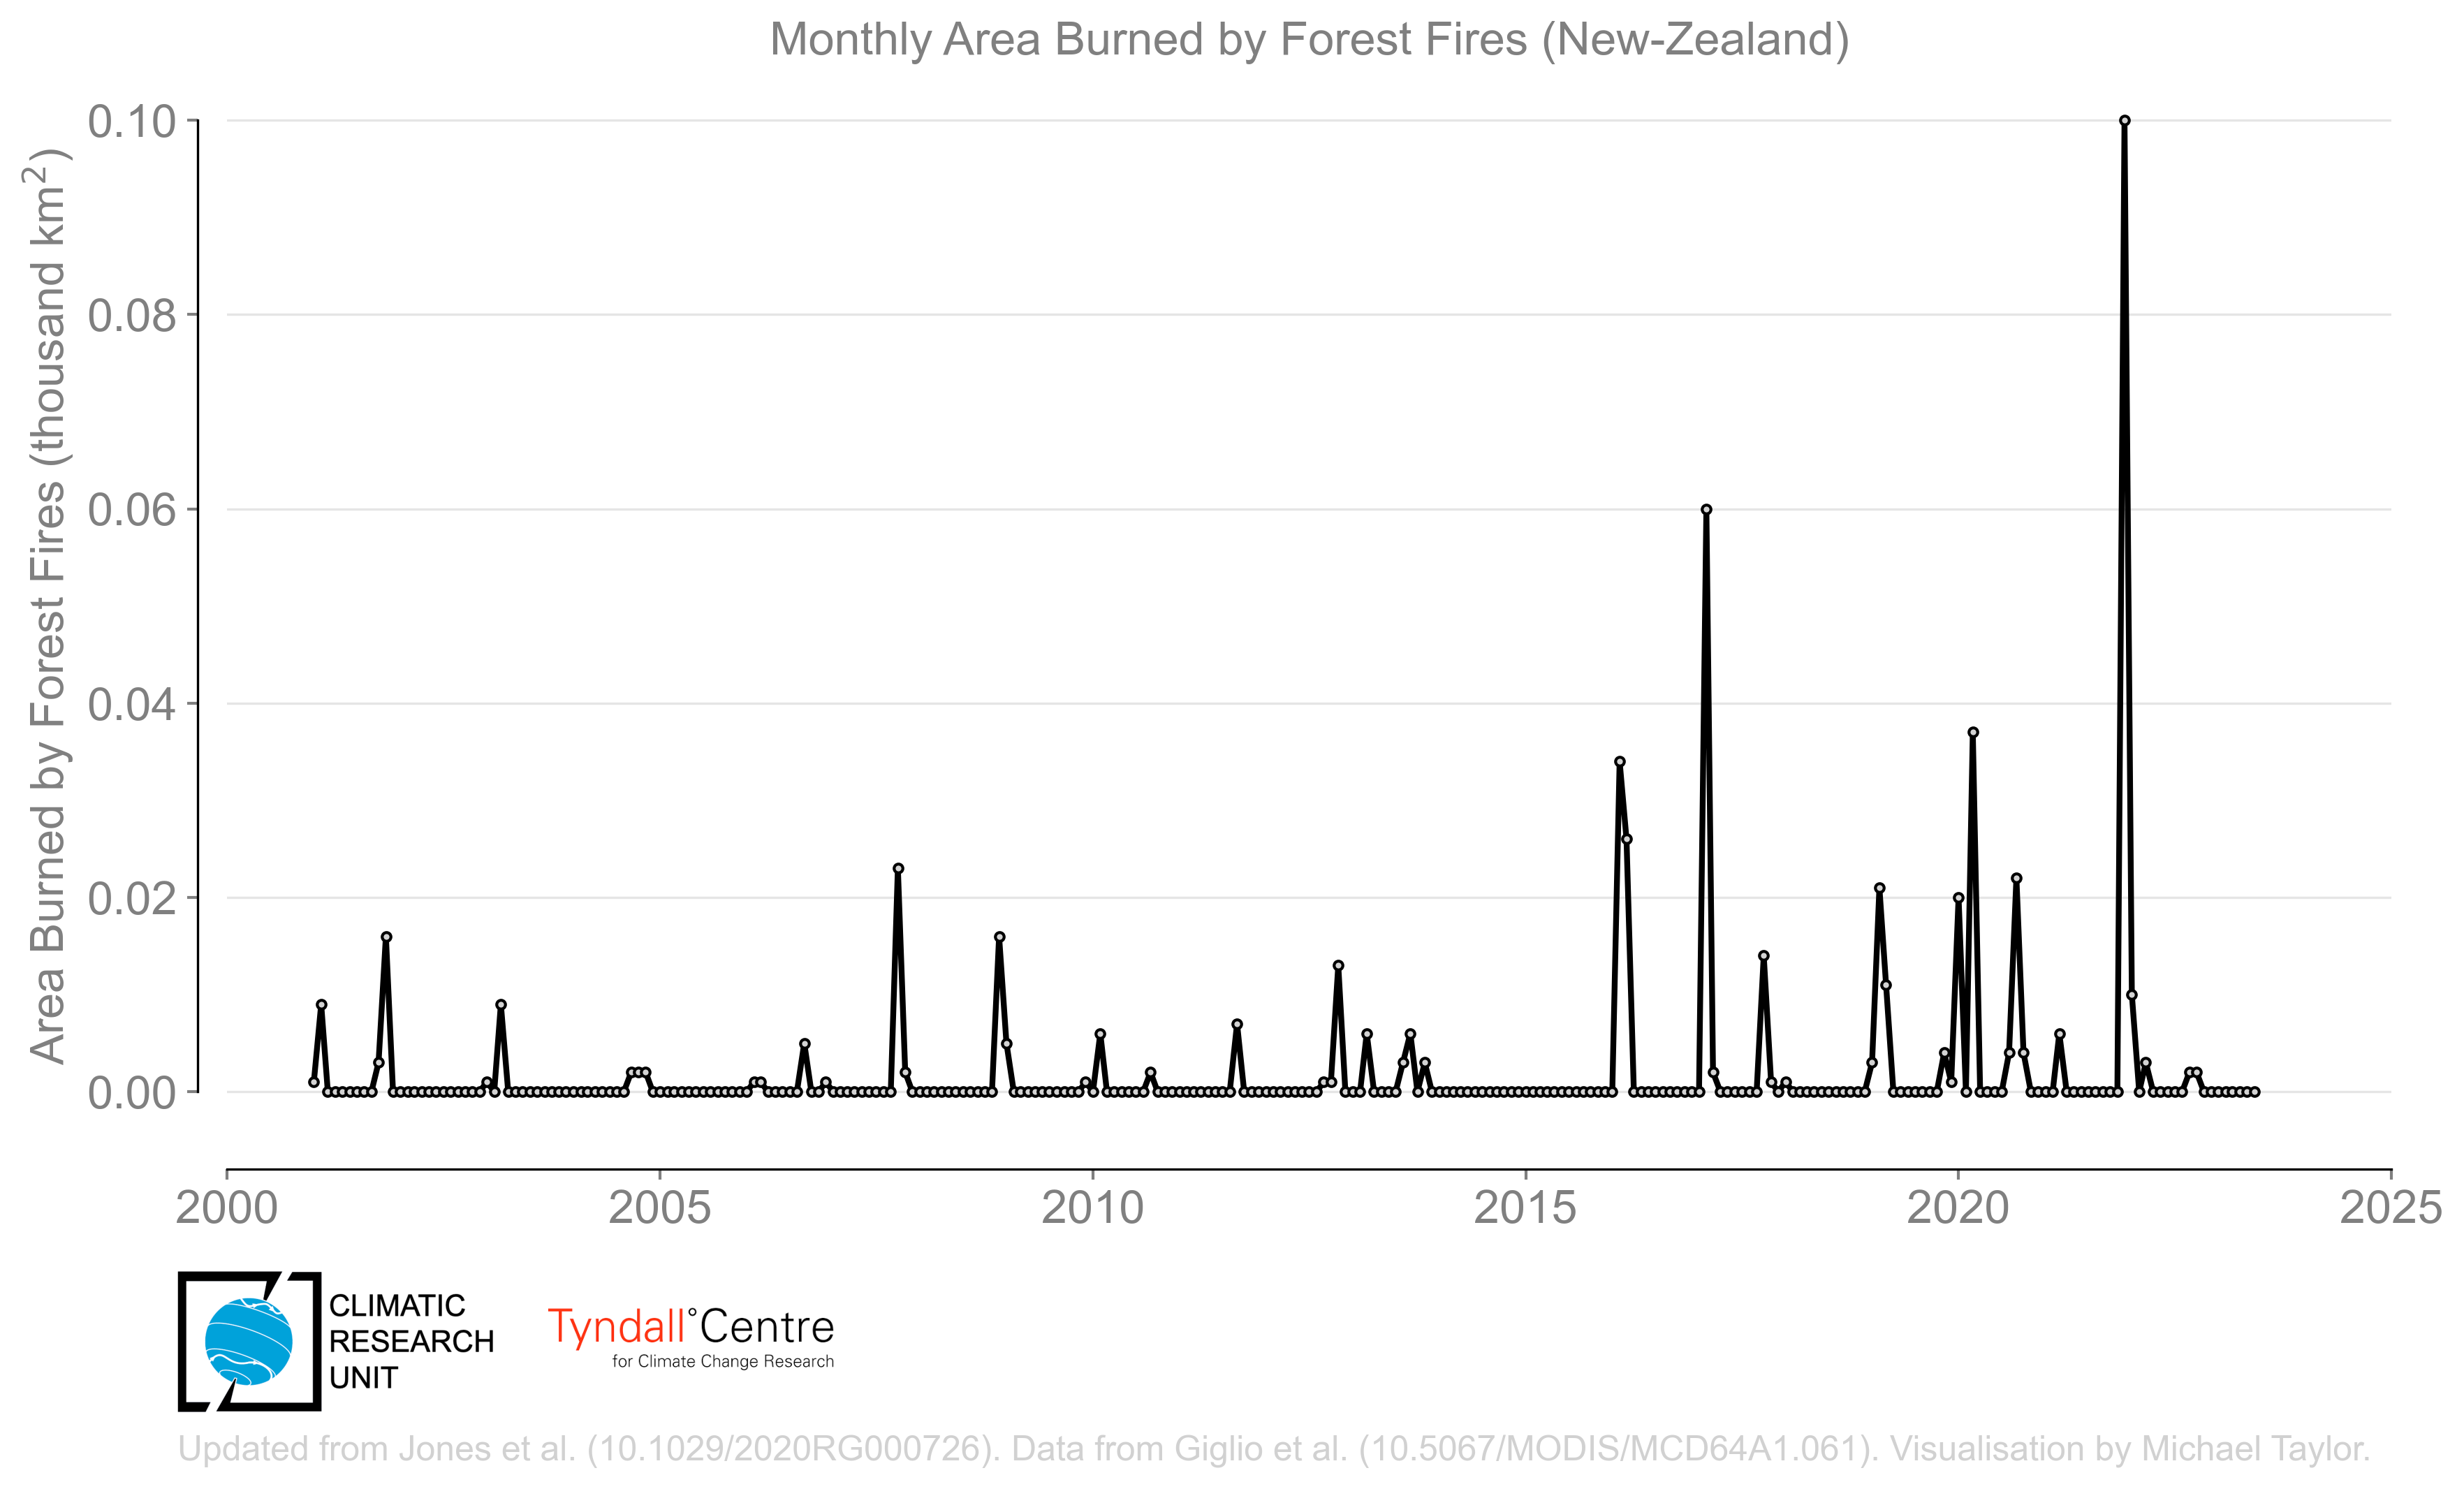 Monthly Area Burned by Forest Fires (New-Zealand)
Area Burned by Forest Fires (thousand km²)
0.10
0.08
0.06
0.04
0.02
0.00
2000 2005 2010 2015 2020 2025
CLIMATIC
RESEARCH
UNIT
Tyndall°Centre
for Climate Change Research
Updated from Jones et al. (10.1029/2020RG000726). Data from Giglio et al. (10.5067/MODIS/MCD64A1.061). Visualisation by Michael Taylor.